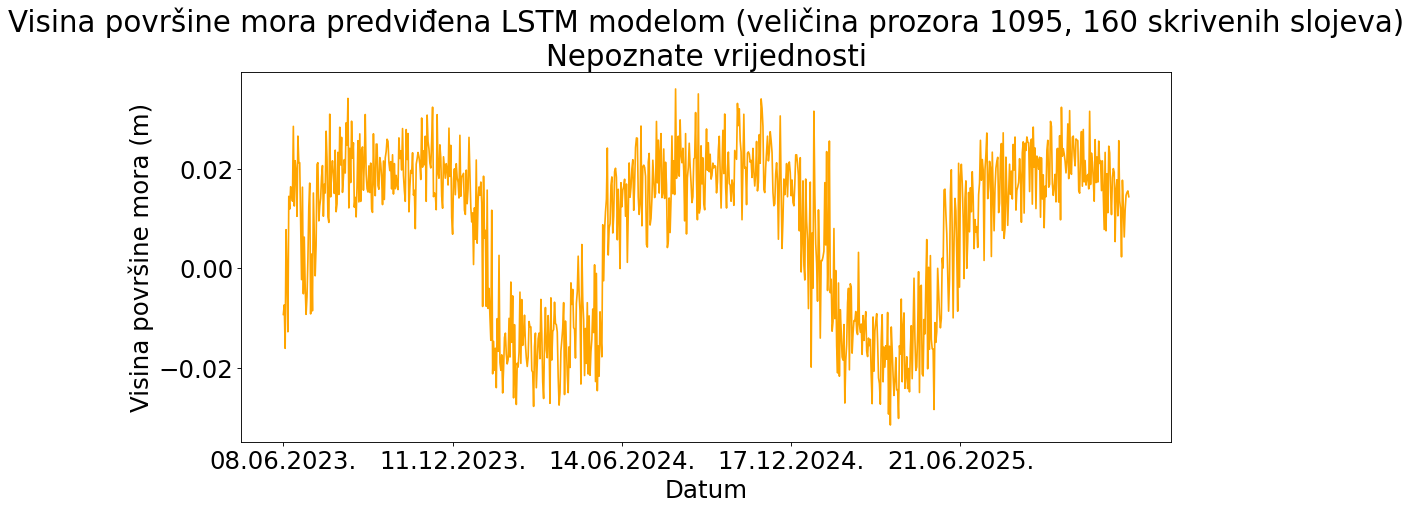 Visina površine mora predviđena LSTM modelom (veličina prozora 1095, 160 skrivenih slojeva)
Nepoznate vrijednosti
Visina površine mora (m)
0.02
0.00
−0.02
08.06.2023. 11.12.2023. 14.06.2024. 17.12.2024. 21.06.2025.
Datum